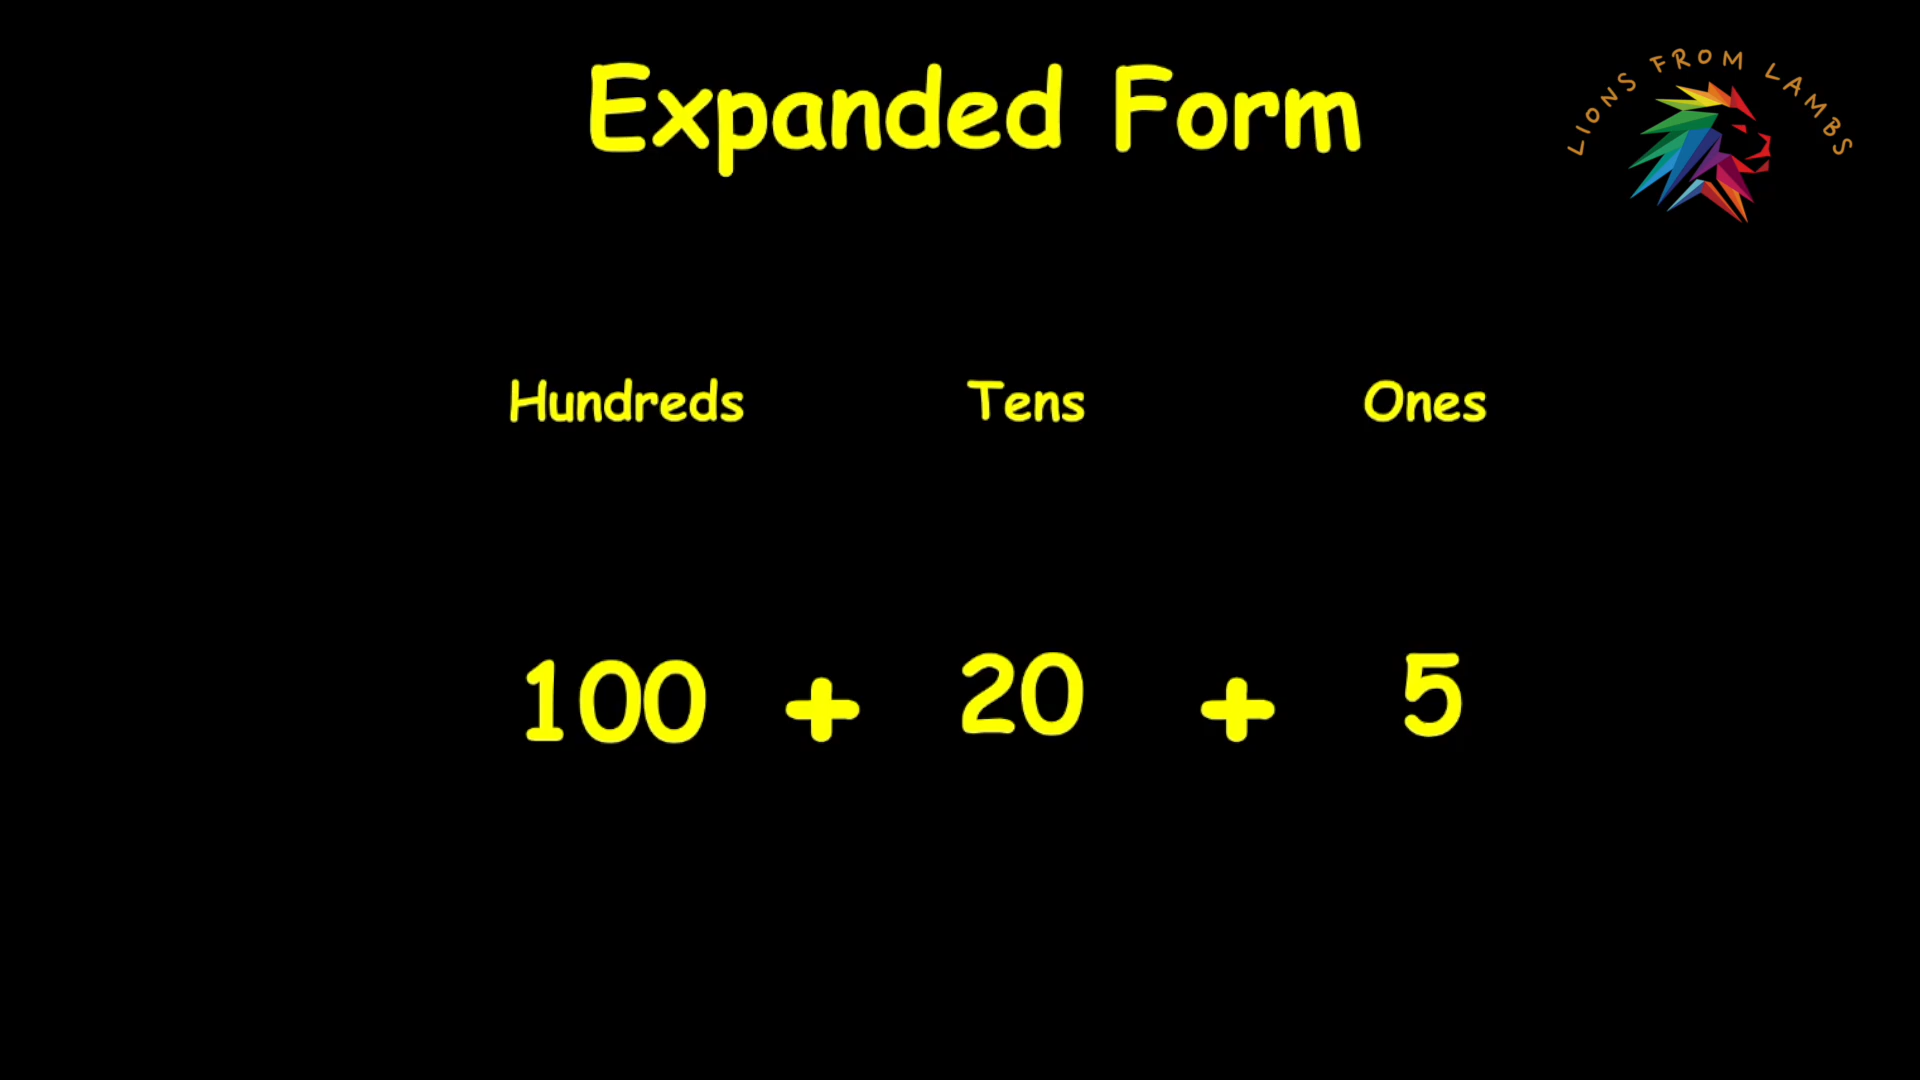 Expanded Form
LIONS FROM LAMBS
Hundreds Tens Ones
100 + 20 + 5